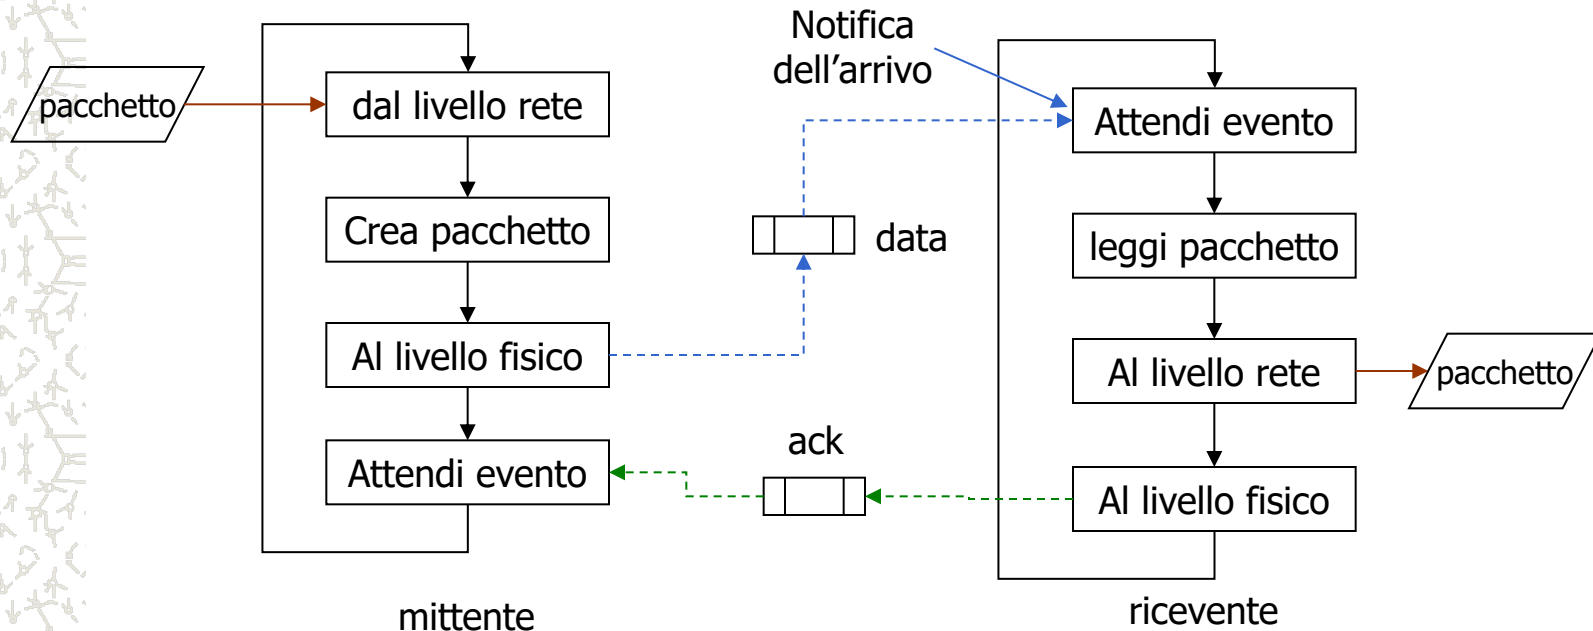 pacchetto
dal livello rete
Crea pacchetto
Al livello fisico
Attendi evento
mittente
Notifica
dell'arrivo
data
ack
Attendi evento
leggi pacchetto
Al livello rete
pacchetto
Al livello fisico
ricevente